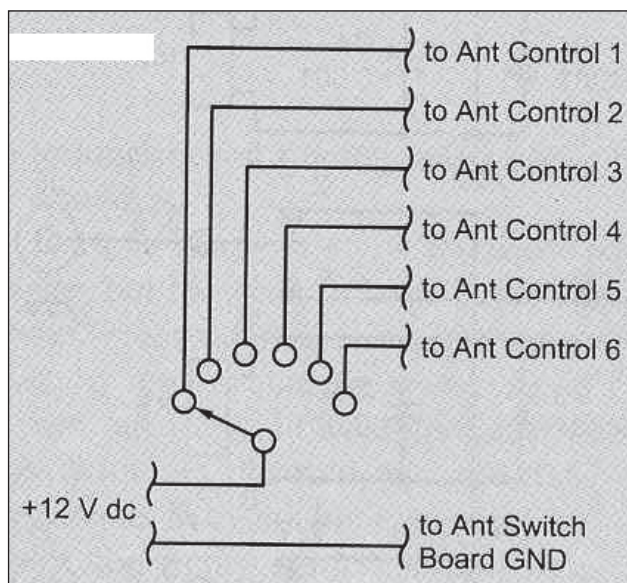 to Ant Control 1
to Ant Control 2
to Ant Control 3
to Ant Control 4
to Ant Control 5
to Ant Control 6
+12 V dc
to Ant Switch
Board GND